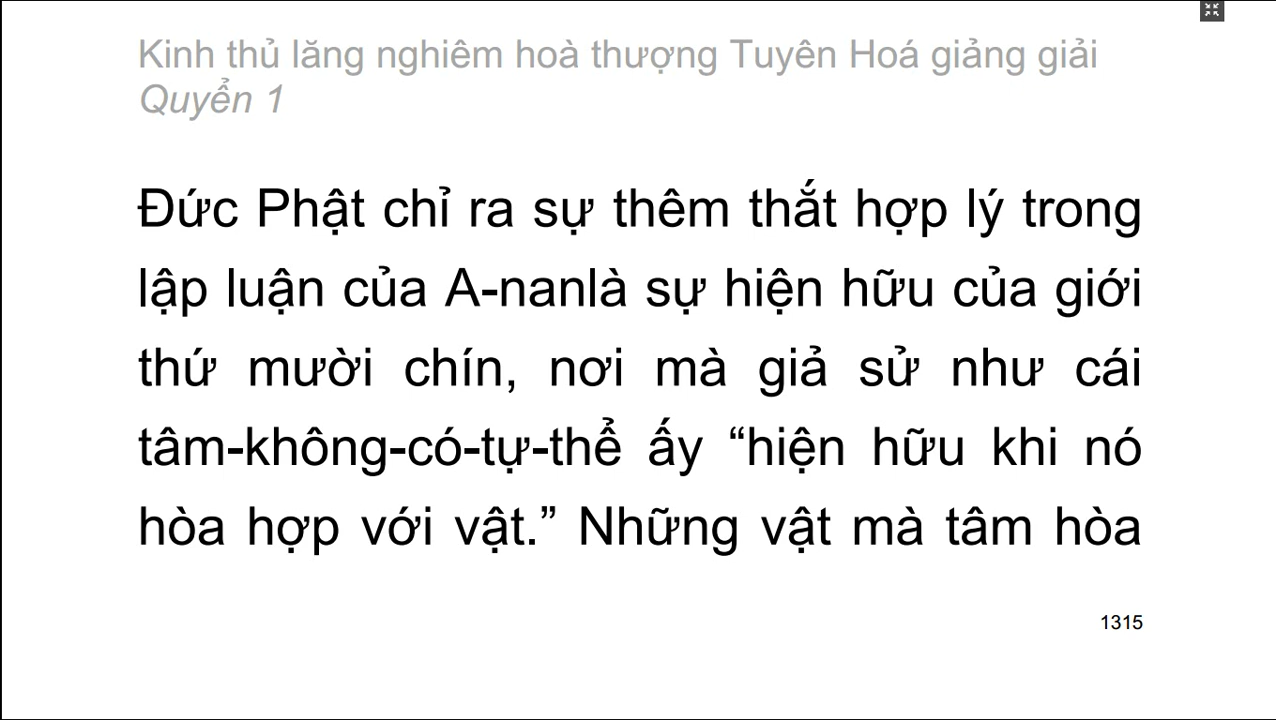 Kinh thủ lăng nghiêm hoà thượng Tuyên Hoá giảng giải
Quyển 1
Đức Phật chỉ ra sự thêm thắt hợp lý trong
lập luận của A-nanlà sự hiện hữu của giới
thứ mười chín, nơi mà giả sử như cái
tâm-không-có-tự-thể ấy “hiện hữu khi nó
hòa hợp với vật.” Những vật mà tâm hòa
1315